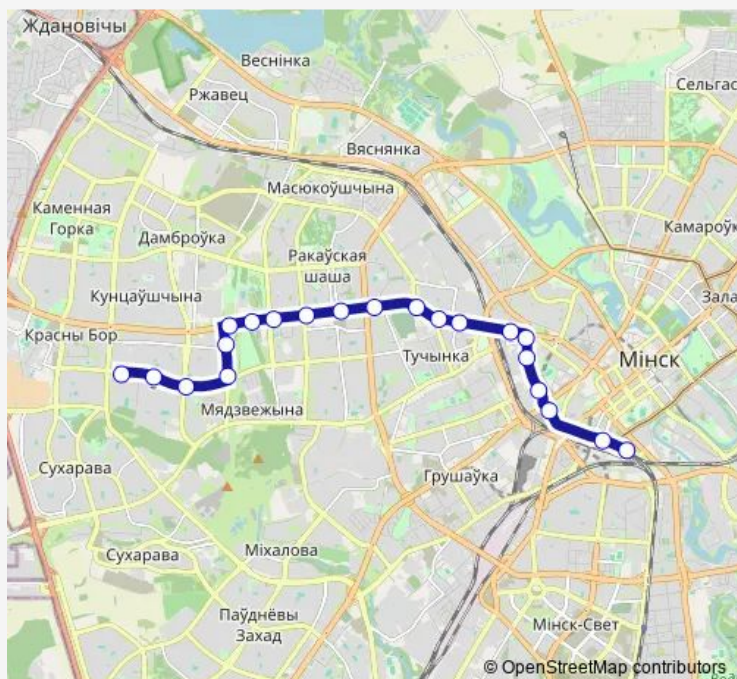 Ждановічы
Веснінка
Ржавец
Сельгас
Вяснянка
Масюкоўшчына
Каменная
Горка
Дамброўка
Камароўк
Ракаўская
шаша
Кунцаўшчына
Зала
Красны Бор
Тучынка
Мінск
Мядзвежына
Сухарава
Грушаўка
Сухарава
Міхалова
Паўднёвы
Захад
Мінск-Свет
© OpenStreetMap contributors